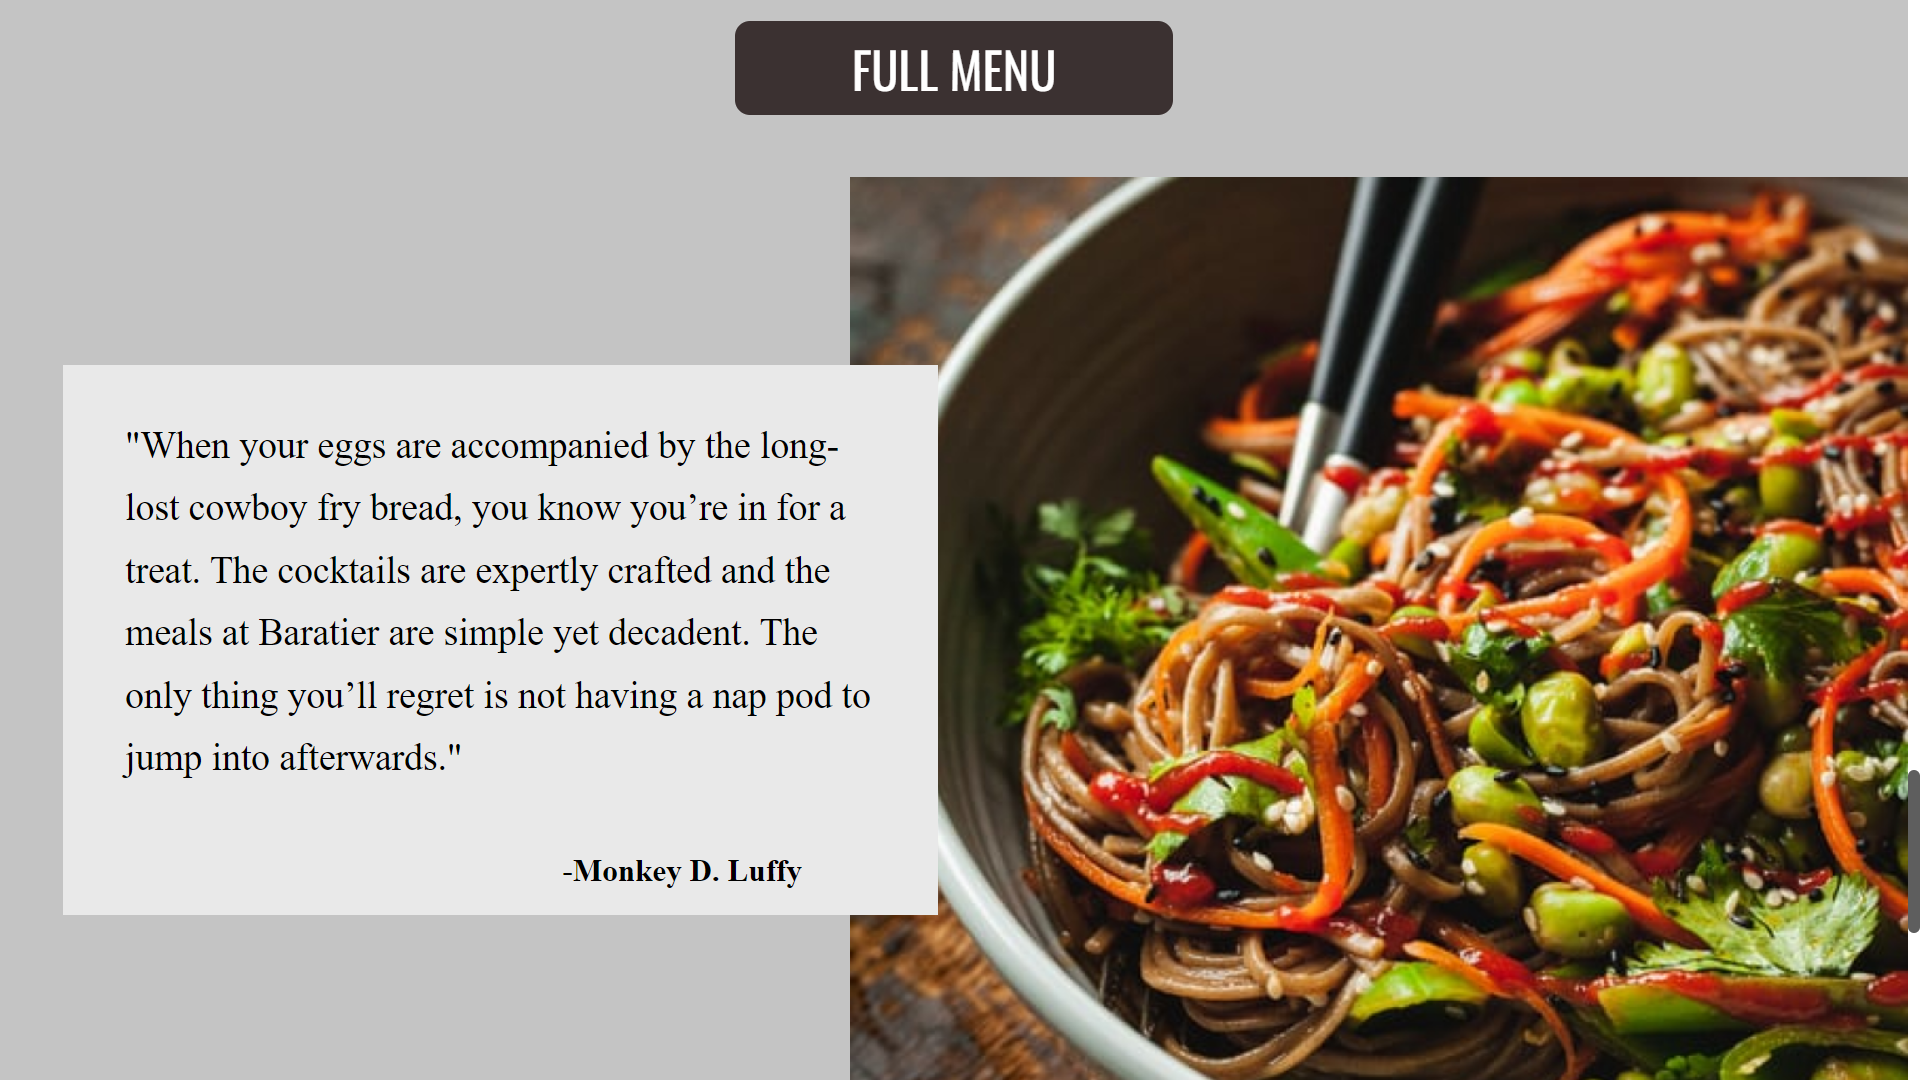 FULL MENU
"When your eggs are accompanied by the long-
lost cowboy fry bread, you know you’re in for a
treat. The cocktails are expertly crafted and the
meals at Baratier are simple yet decadent. The
only thing you’ll regret is not having a nap pod to
jump into afterwards."
-Monkey D. Luffy